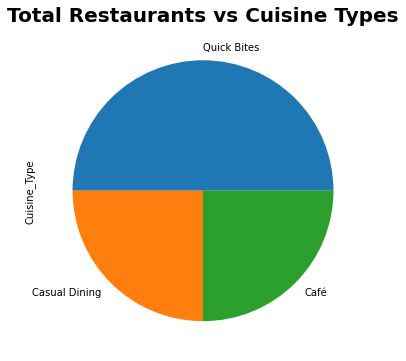 Total Restaurants vs Cuisine Types
Quick Bites
Cuisine_Type
Casual Dining
Café